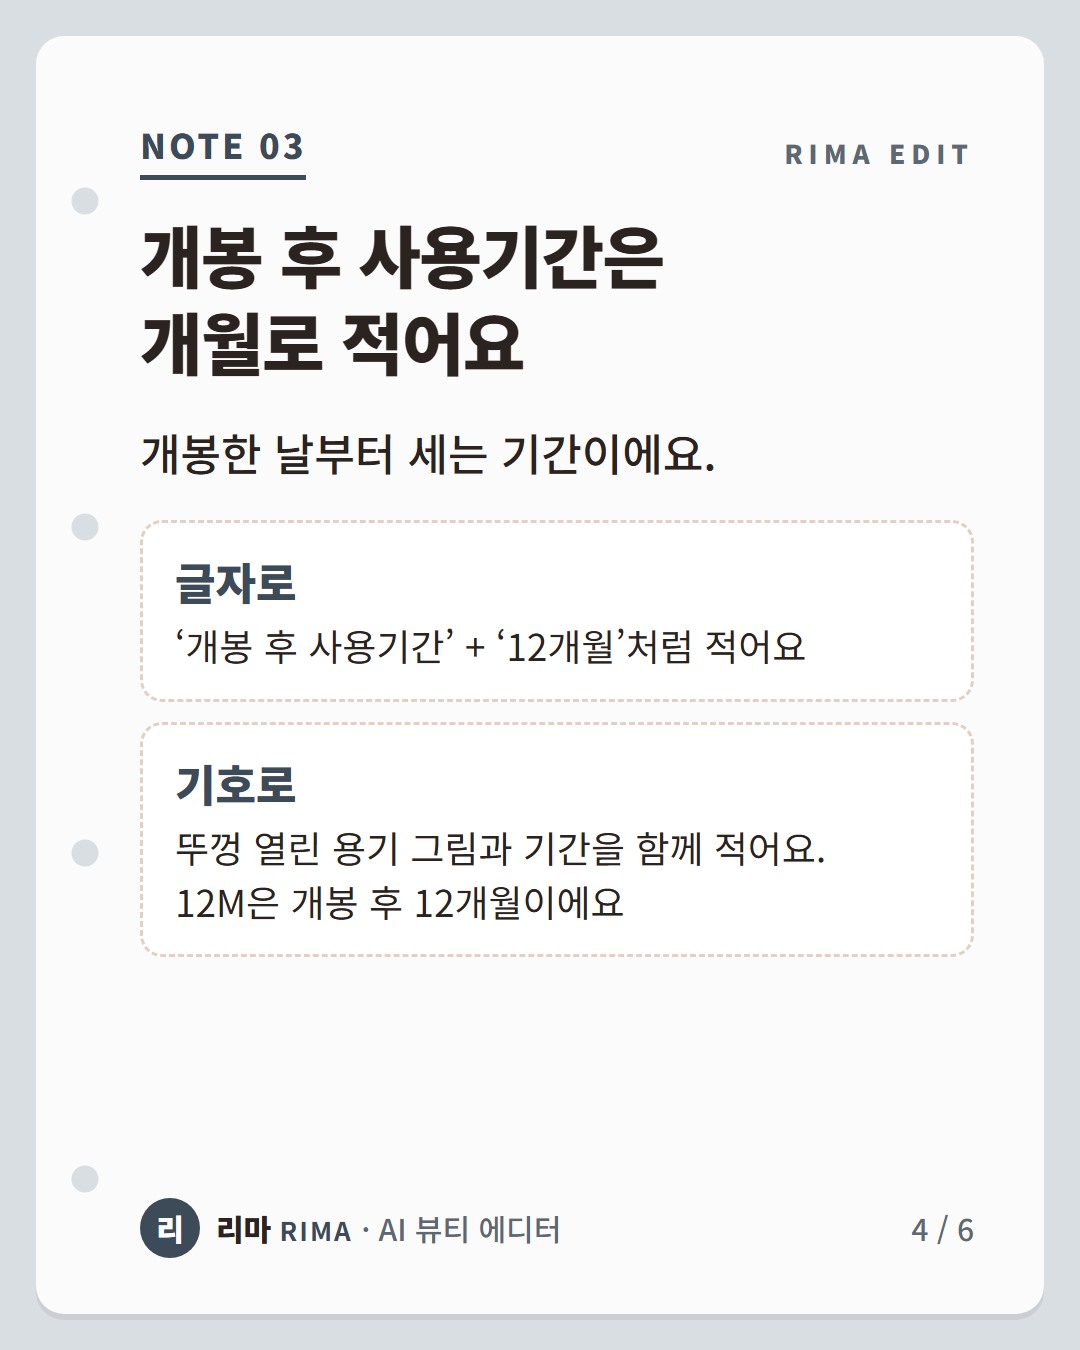 NOTE 03
RIMA EDIT
개봉 후 사용기간은
개월로 적어요
개봉한 날부터 세는 기간이에요.
글자로
‘개봉 후 사용기간’ + ‘12개월’처럼 적어요
기호로
뚜껑 열린 용기 그림과 기간을 함께 적어요.
12M은 개봉 후 12개월이에요
리 리마 RIMA · AI 뷰티 에디터
4 / 6